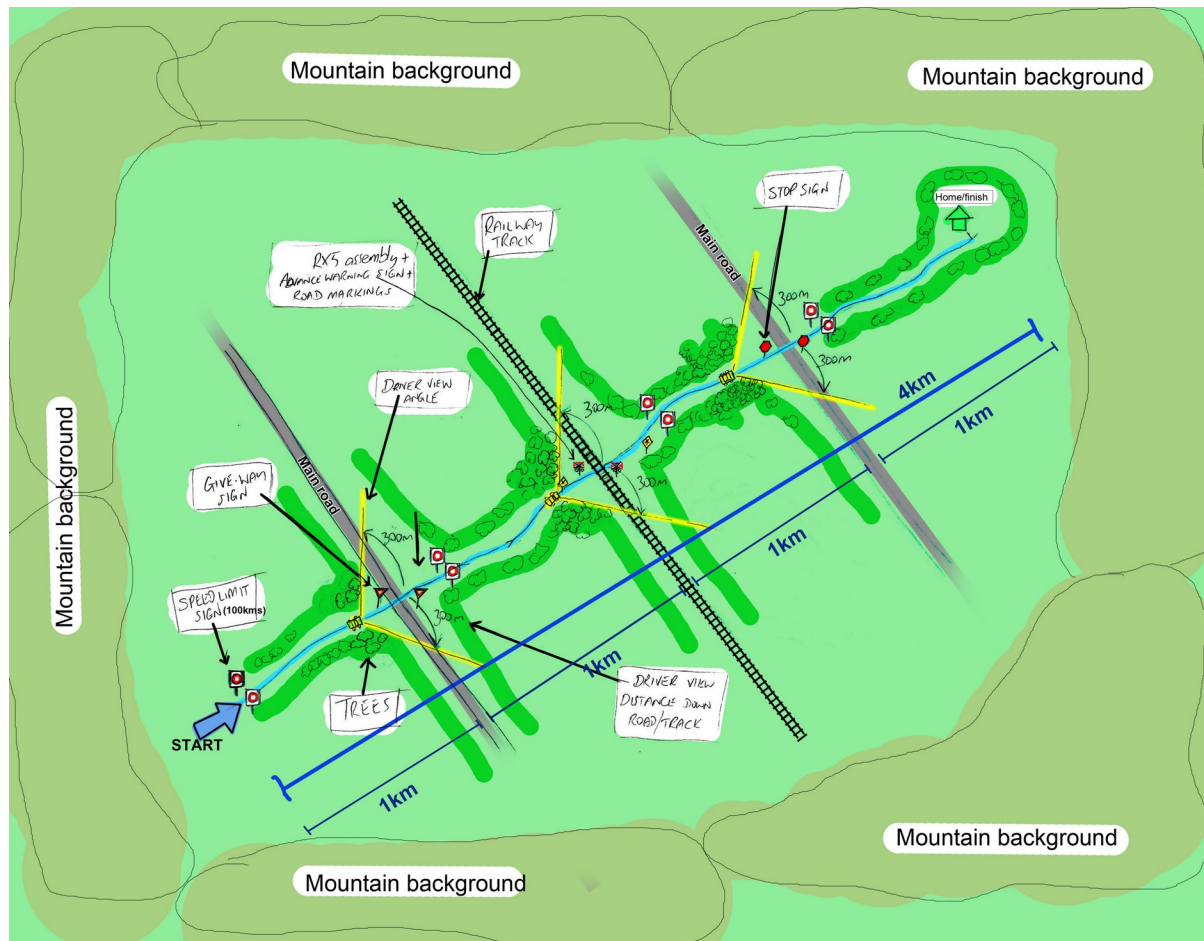 Mountain background
Mountain background
STOP SIGN
Home/finish
RAILWAY
TRACK
Main road
RX5 assembly +
ADVANCE WARNING SIGN +
ROAD MARKINGS
300m
300m
4km
1km
DRIVER VIEW
ANGLE
300m
GIVE-WAY
SIGN
Main road
300m
1km
300m
Mountain background
SPEED LIMIT
SIGN (100kms)
300m
1km
TREES
DRIVER VIEW
DISTANCE DOWN
ROAD/TRACK
START
1km
Mountain background
Mountain background